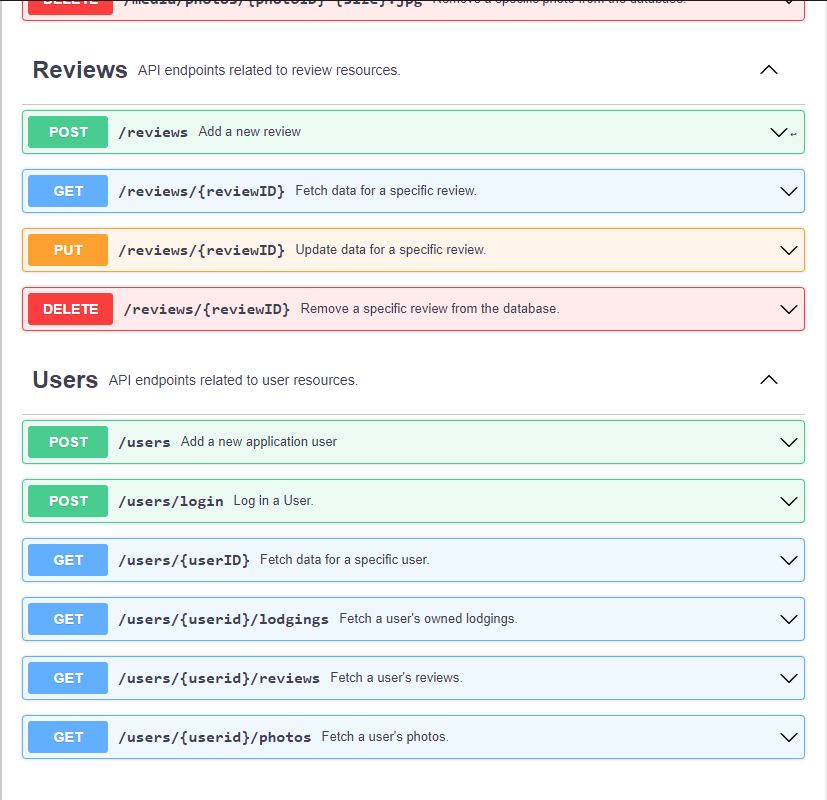 DELETE /media/photos/{photoID}-{size}.jpg Remove a specific photo from the database.
Reviews API endpoints related to review resources.
POST /reviews Add a new review
GET /reviews/{reviewID} Fetch data for a specific review.
PUT /reviews/{reviewID} Update data for a specific review.
DELETE /reviews/{reviewID} Remove a specific review from the database.
Users API endpoints related to user resources.
POST /users Add a new application user
POST /users/login Log in a User.
GET /users/{userID} Fetch data for a specific user.
GET /users/{userid}/lodgings Fetch a user's owned lodgings.
GET /users/{userid}/reviews Fetch a user's reviews.
GET /users/{userid}/photos Fetch a user's photos.